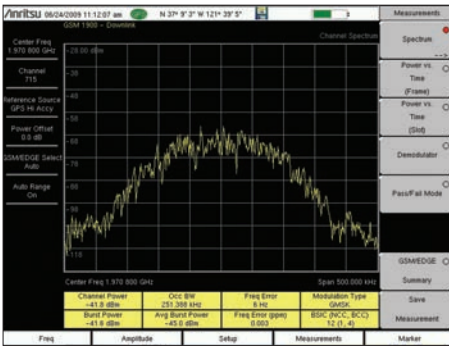 Anritsu 06/24/2009 11:12:07 am
N 37° 9' 3" W 121° 39' 5"
Measurements
GSM 1900 - Downlink
Channel Spectrum
Center Freq
1.970 800 GHz
Channel
715
Reference Source
GPS Hi Accy
Power Offset
0.0 dB
GSM/EDGE Select
Auto
Auto Range
On
-20.00 dBm
-30
-40
-50
-60
-70
-80
-90
-110
Center Freq 1.970 800 GHz
Span 500.000 kHz
Channel Power
-41.8 dBm
Occ BW
251.388 kHz
Freq Error
6 Hz
Modulation Type
GMSK
Burst Power
-41.6 dBm
Avg Burst Power
-45.0 dBm
Freq Error (ppm)
0.003
BSIC (NCC, BCC)
12 (1, 4)
Spectrum
-->
Power vs.
Time
(Frame)
Power vs.
Time
(Slot)
Demodulator
Pass/Fail Mode
GSM/EDGE
Summary
Save
Measurement
Freq
Amplitude
Setup
Measurements
Marker